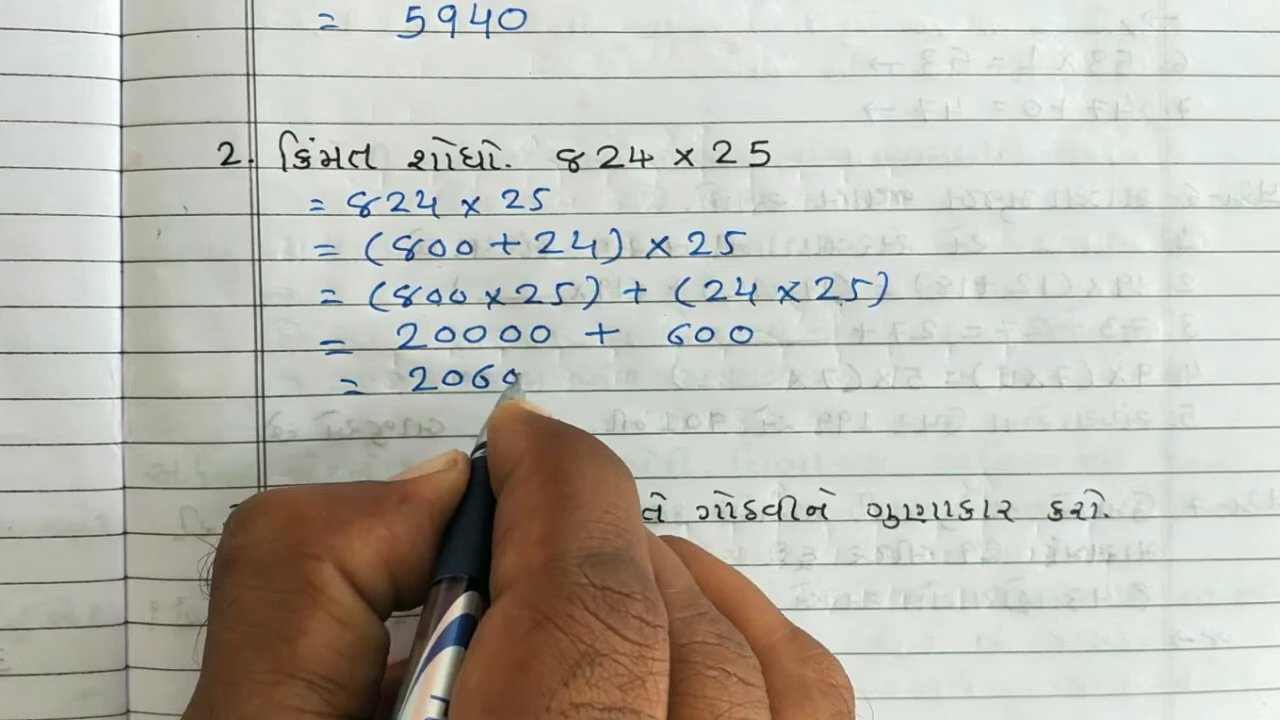 = 5940
2. કિંમત શોધો. 824 × 25
= 824 × 25
= (800 + 24) × 25
= (800 × 25) + (24 × 25)
= 20000 + 600
= 2060
ગોઠવીને ગુણાકાર કરો.